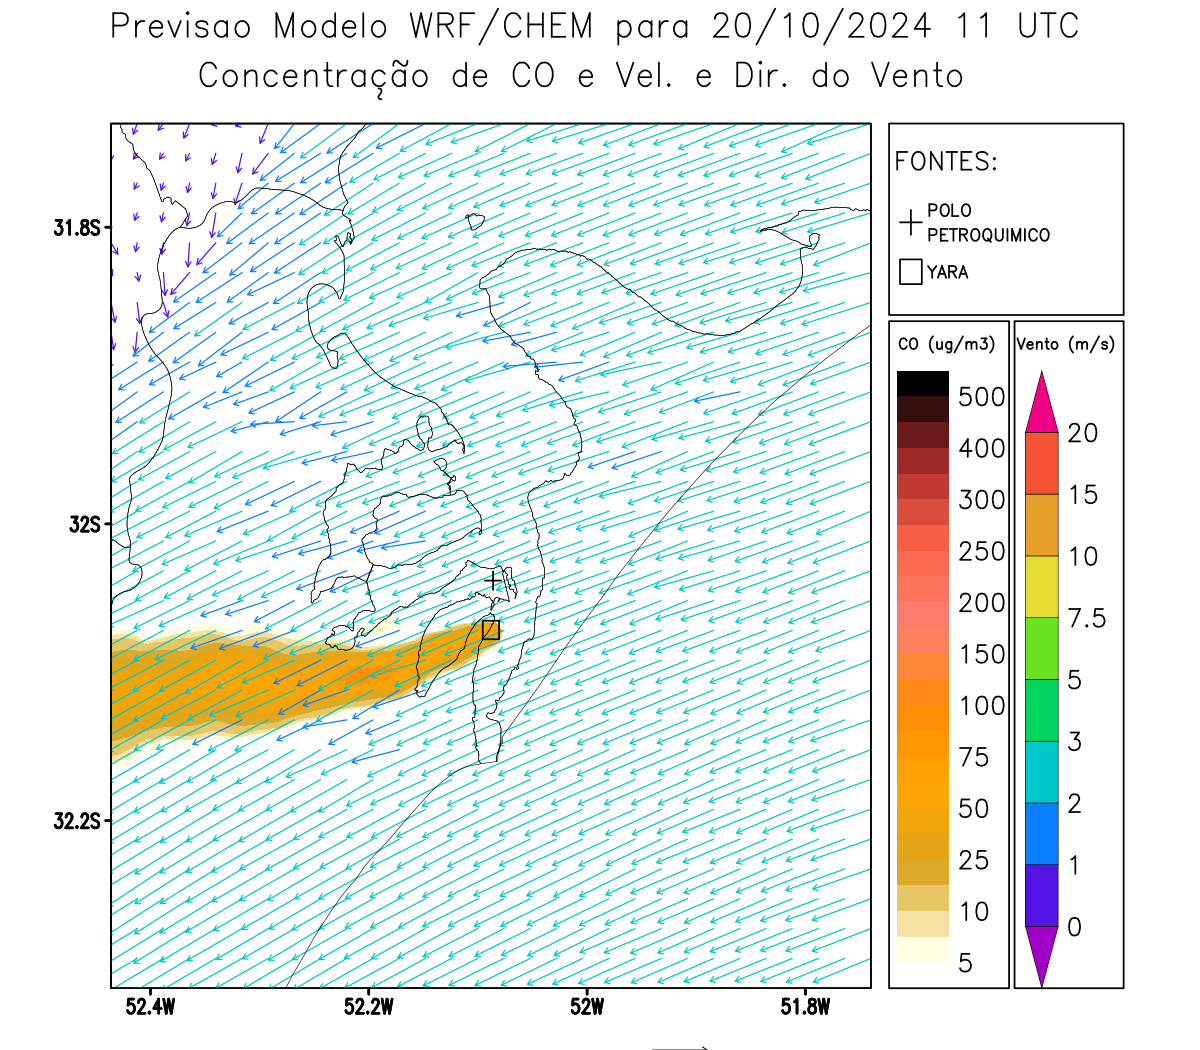 Previsao Modelo WRF/CHEM para 20/10/2024 11 UTC
Concentração de CO e Vel. e Dir. do Vento
FONTES:
POLO
PETROQUIMICO
YARA
CO (ug/m3)
500
400
300
250
200
150
100
75
50
25
10
5
Vento (m/s)
20
15
10
7.5
5
3
2
1
0
31.8S
32S
32.2S
52.4W
52.2W
52W
51.8W